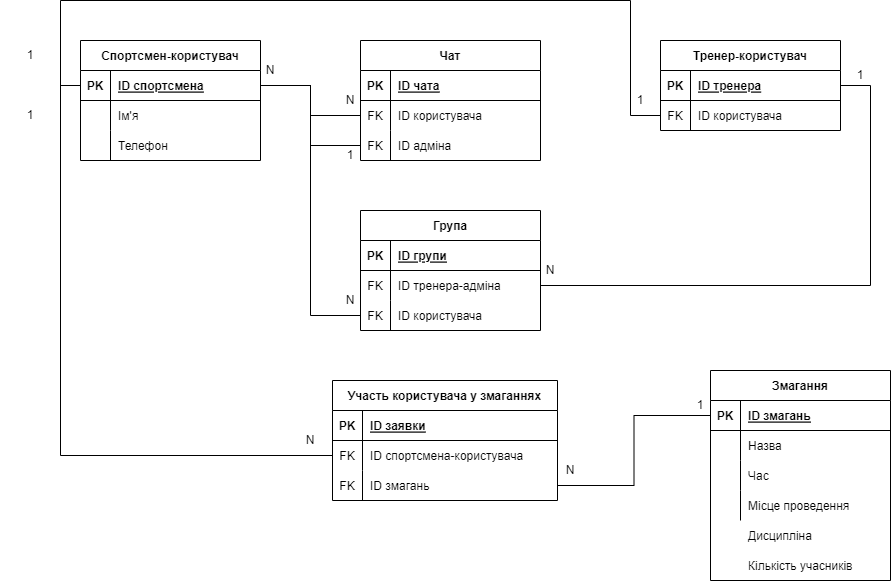 1
Спортсмен-користувач
PK ID спортсмена
N
1
Ім'я
Телефон
Чат
PK ID чата
N
FK ID користувача
1
FK ID адміна
Тренер-користувач
PK ID тренера
1
1
FK ID користувача
Група
PK ID групи
N
FK ID тренера-адміна
N
FK ID користувача
Участь користувача у змаганнях
PK ID заявки
N
FK ID спортсмена-користувача
FK ID змагань
N
Змагання
1
PK ID змагань
Назва
Час
Місце проведення
Дисципліна
Кількість учасників